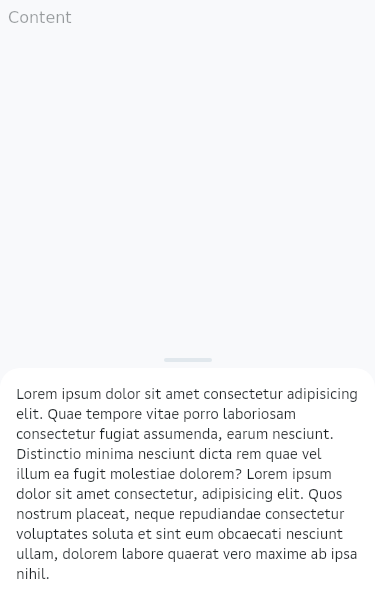 Content
Lorem ipsum dolor sit amet consectetur adipisicing
elit. Quae tempore vitae porro laboriosam
consectetur fugiat assumenda, earum nesciunt.
Distinctio minima nesciunt dicta rem quae vel
illum ea fugit molestiae dolorem? Lorem ipsum
dolor sit amet consectetur, adipisicing elit. Quos
nostrum placeat, neque repudiandae consectetur
voluptates soluta et sint eum obcaecati nesciunt
ullam, dolorem labore quaerat vero maxime ab ipsa
nihil.